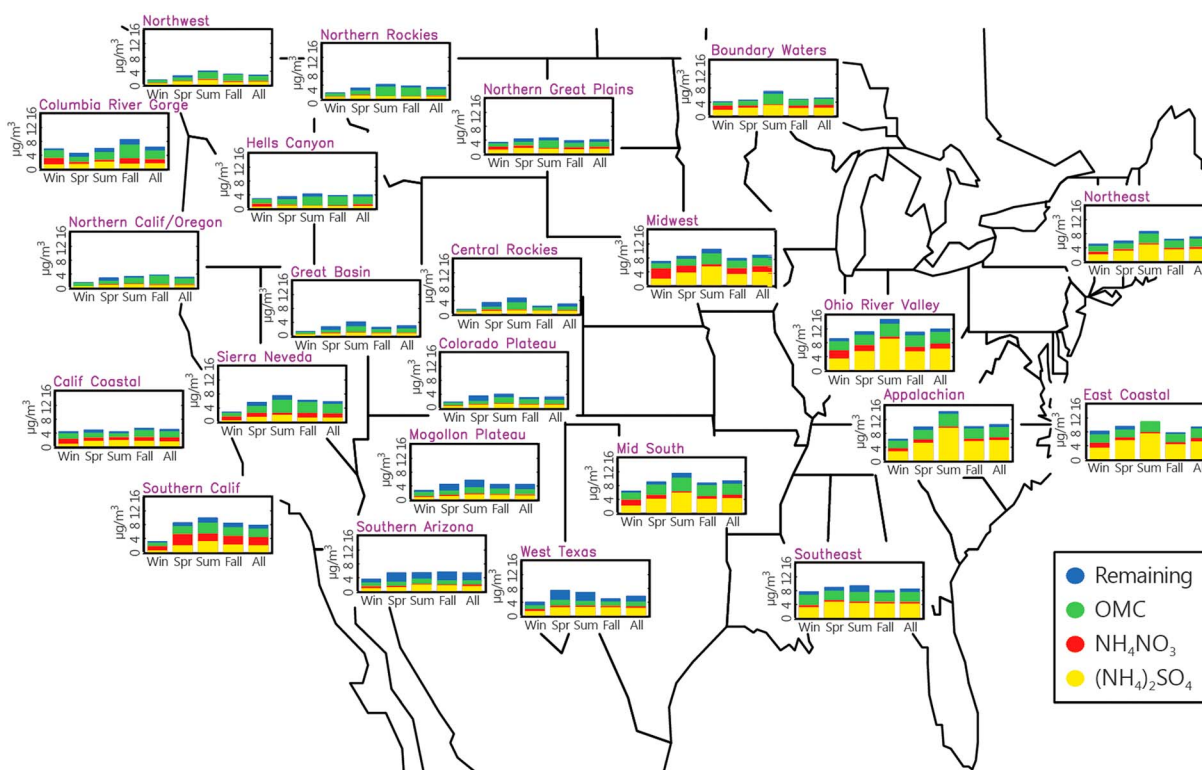 Northwest
µg/m³
0 4 8 12 16
Win Spr Sum Fall All
Northern Rockies
µg/m³
0 4 8 12 16
Win Spr Sum Fall All
Boundary Waters
µg/m³
0 4 8 12 16
Win Spr Sum Fall All
Northern Great Plains
µg/m³
0 4 8 12 16
Win Spr Sum Fall All
Columbia River Gorge
µg/m³
0 4 8 12 16
Win Spr Sum Fall All
Hells Canyon
µg/m³
0 4 8 12 16
Win Spr Sum Fall All
Northeast
µg/m³
0 4 8 12 16
Win Spr Sum Fall All
Northern Calif/Oregon
µg/m³
0 4 8 12 16
Win Spr Sum Fall All
Midwest
µg/m³
0 4 8 12 16
Win Spr Sum Fall All
Central Rockies
µg/m³
0 4 8 12 16
Win Spr Sum Fall All
Great Basin
µg/m³
0 4 8 12 16
Win Spr Sum Fall All
Ohio River Valley
µg/m³
0 4 8 12 16
Win Spr Sum Fall All
Colorado Plateau
µg/m³
0 4 8 12 16
Win Spr Sum Fall All
Sierra Neveda
µg/m³
0 4 8 12 16
Win Spr Sum Fall All
Calif Coastal
µg/m³
0 4 8 12 16
Win Spr Sum Fall All
Appalachian
µg/m³
0 4 8 12 16
Win Spr Sum Fall All
East Coastal
µg/m³
0 4 8 12 16
Win Spr Sum Fall All
Mogollon Plateau
µg/m³
0 4 8 12 16
Win Spr Sum Fall All
Mid South
µg/m³
0 4 8 12 16
Win Spr Sum Fall All
Southern Calif
µg/m³
0 4 8 12 16
Win Spr Sum Fall All
Southern Arizona
µg/m³
0 4 8 12 16
Win Spr Sum Fall All
West Texas
µg/m³
0 4 8 12 16
Win Spr Sum Fall All
Southeast
µg/m³
0 4 8 12 16
Win Spr Sum Fall All
Remaining
OMC
NH₄NO₃
(NH₄)₂SO₄